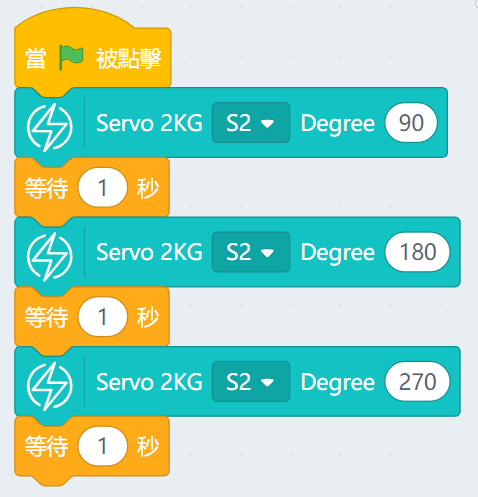 當 被點擊
Servo 2KG S2 Degree 90
等待 1 秒
Servo 2KG S2 Degree 180
等待 1 秒
Servo 2KG S2 Degree 270
等待 1 秒